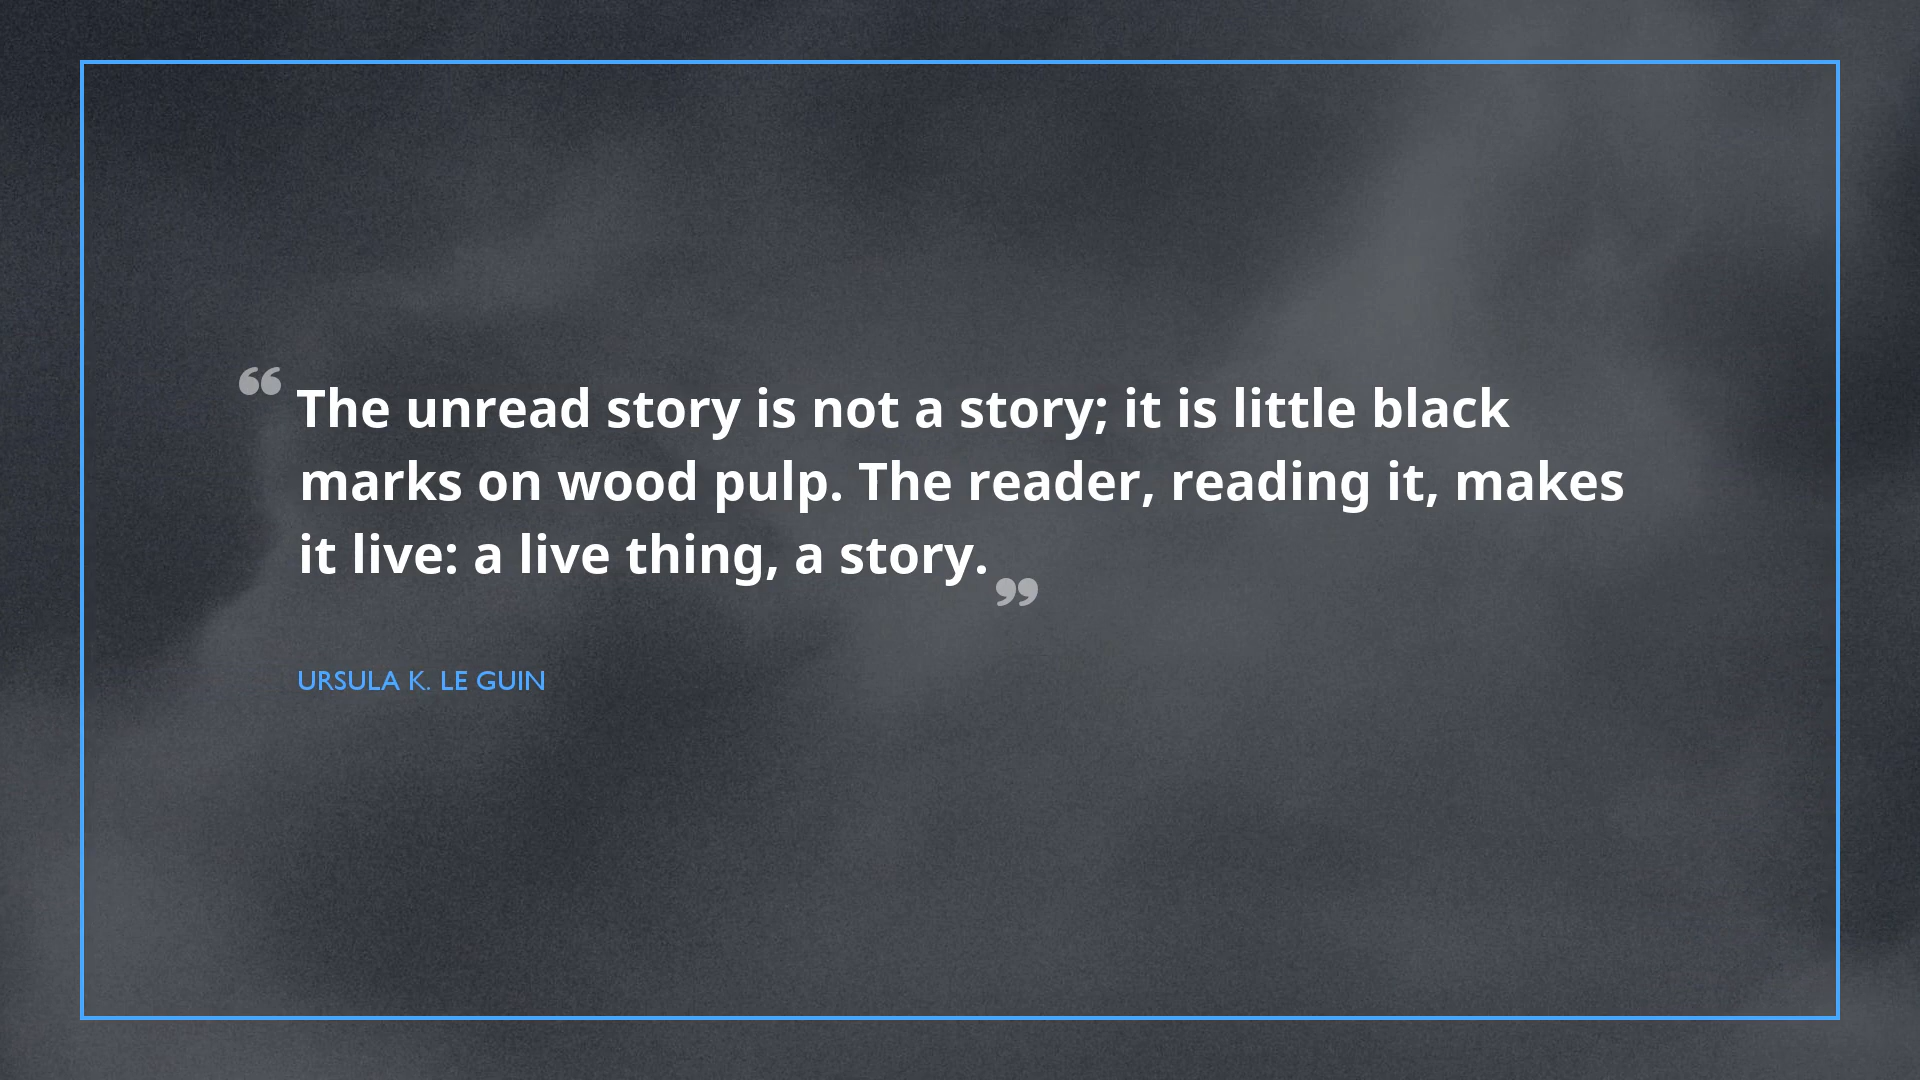 “The unread story is not a story; it is little black
marks on wood pulp. The reader, reading it, makes
it live: a live thing, a story.”
URSULA K. LE GUIN